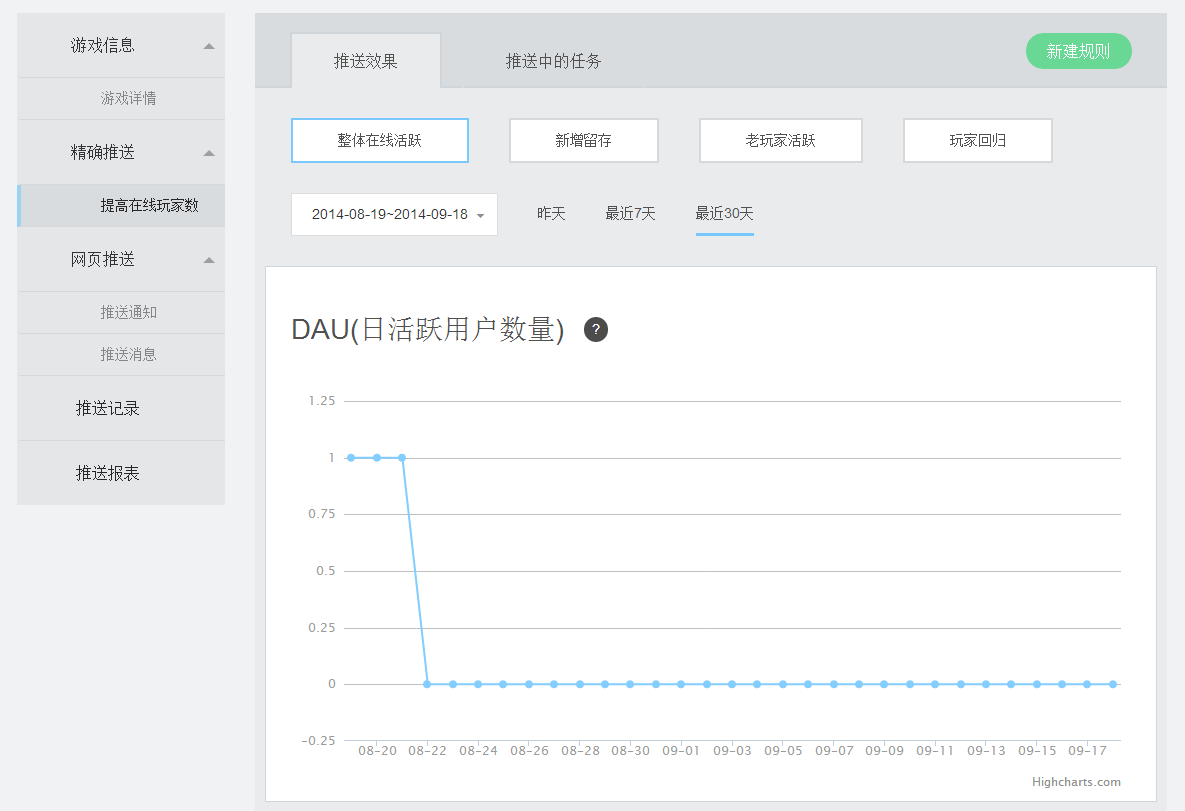 游戏信息
游戏详情
精确推送
提高在线玩家数
网页推送
推送通知
推送消息
推送记录
推送报表
推送效果
推送中的任务
新建规则
整体在线活跃
新增留存
老玩家活跃
玩家回归
2014-08-19~2014-09-18
昨天
最近7天
最近30天
DAU(日活跃用户数量) ?
1.25
1
0.75
0.5
0.25
0
-0.25
08-20 08-22 08-24 08-26 08-28 08-30 09-01 09-03 09-05 09-07 09-09 09-11 09-13 09-15 09-17
Highcharts.com